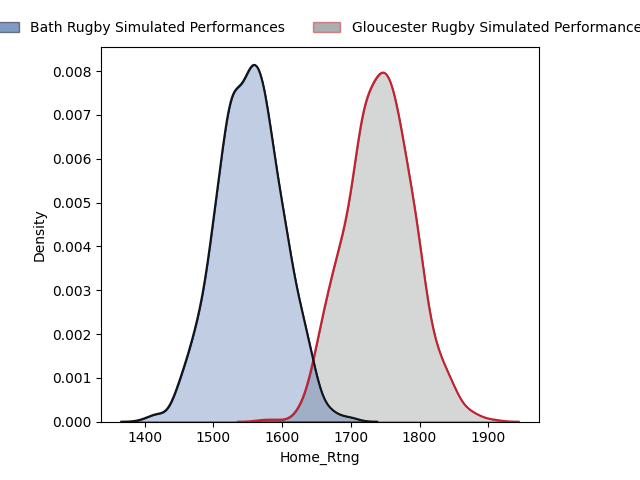 Bath Rugby Simulated Performances Gloucester Rugby Simulated Performance
0.008
0.007
0.006
0.005
0.004
0.003
0.002
0.001
0.000
Density
1400 1500 1600 1700 1800 1900
Home_Rtng